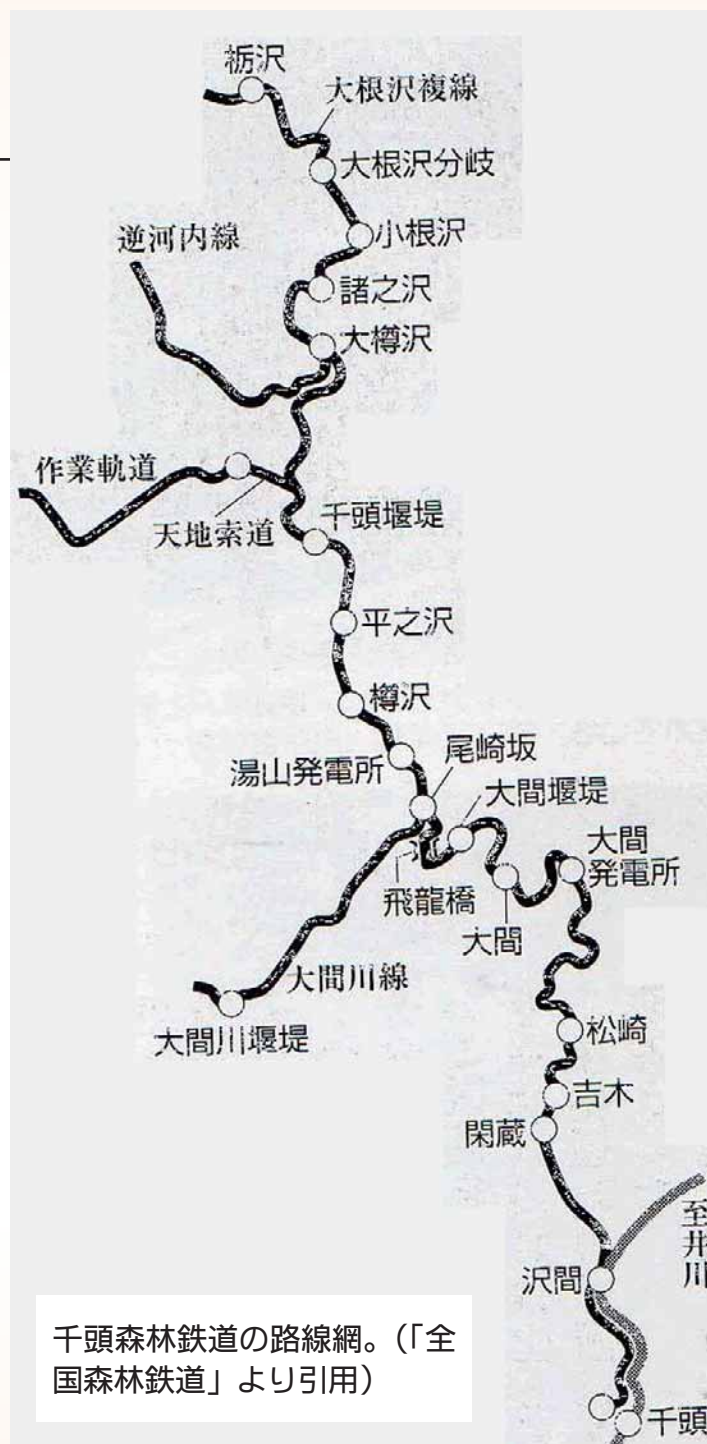 栃沢
大根沢複線
大根沢分岐
小根沢
逆河内線
諸之沢
大樽沢
作業軌道
天地索道
千頭堰堤
平之沢
樽沢
尾崎坂
湯山発電所
大間堰堤
大間
発電所
飛龍橋
大間
大間川線
大間川堰堤
松崎
吉木
閑蔵
至井川
沢間
千頭
千頭森林鉄道の路線網。(「全
国森林鉄道」より引用)